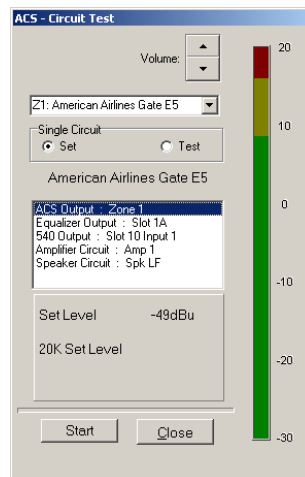 ACS - Circuit Test
Volume:
Z1: American Airlines Gate E5
Single Circuit
Set
Test
American Airlines Gate E5
ACS Output : Zone 1
Equalizer Output : Slot 1A
540 Output : Slot 10 Input 1
Amplifier Circuit : Amp 1
Speaker Circuit : Spk LF
Set Level -49dBu
20K Set Level
Start
Close
20
10
0
-10
-20
-30